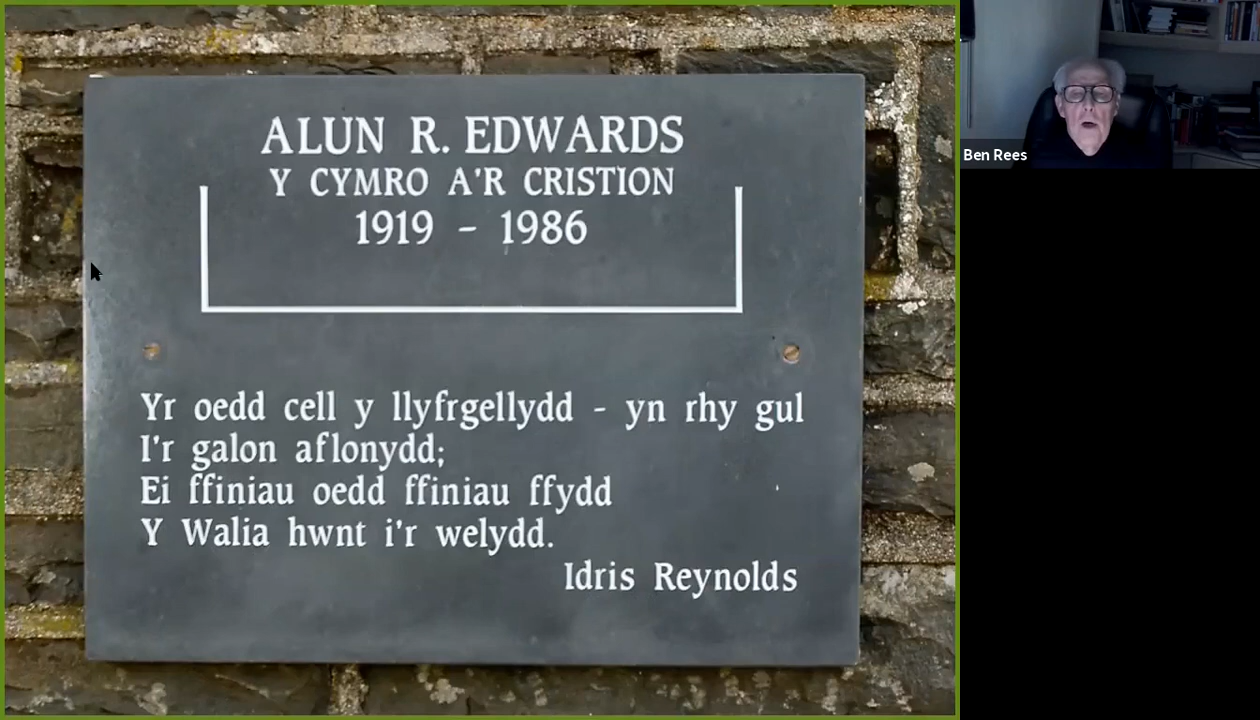 ALUN R. EDWARDS
Y CYMRO A'R CRISTION
1919 - 1986
Yr oedd cell y llyfrgellydd - yn rhy gul
I'r galon aflonydd;
Ei ffiniau oedd ffiniau ffydd
Y Walia hwnt i'r welydd.
Idris Reynolds
Ben Rees